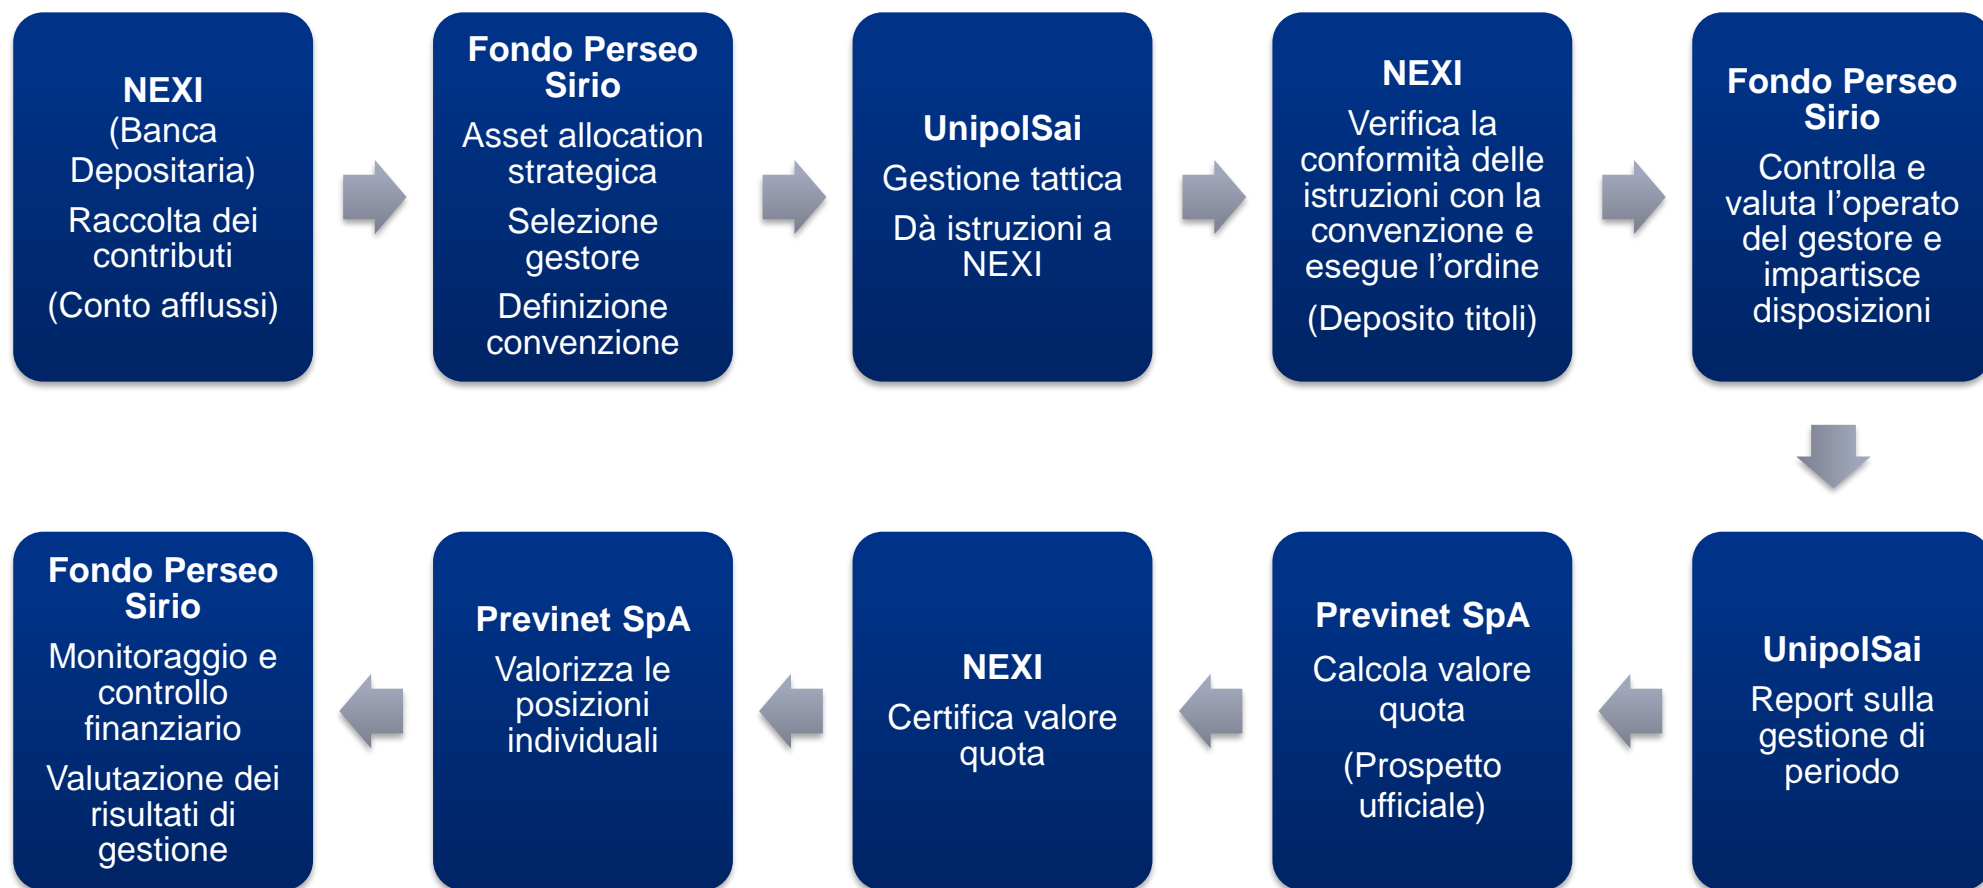 NEXI
(Banca
Depositaria)
Raccolta dei
contributi
(Conto afflussi)
Fondo Perseo
Sirio
Asset allocation
strategica
Selezione
gestore
Definizione
convenzione
UnipolSai
Gestione tattica
Dà istruzioni a
NEXI
NEXI
Verifica la
conformità delle
istruzioni con la
convenzione e
esegue l’ordine
(Deposito titoli)
Fondo Perseo
Sirio
Controlla e
valuta l’operato
del gestore e
impartisce
disposizioni
UnipolSai
Report sulla
gestione di
periodo
Previnet SpA
Calcola valore
quota
(Prospetto
ufficiale)
NEXI
Certifica valore
quota
Previnet SpA
Valorizza le
posizioni
individuali
Fondo Perseo
Sirio
Monitoraggio e
controllo
finanziario
Valutazione dei
risultati di
gestione